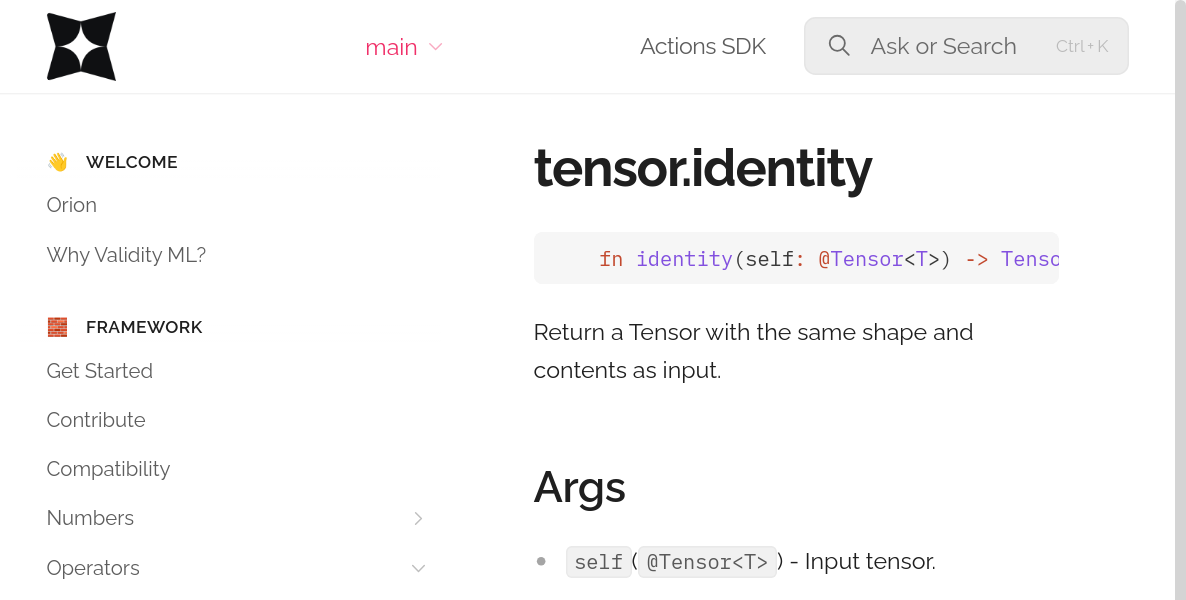 main
Actions SDK
Ask or Search
Ctrl + K
👋 WELCOME
Orion
Why Validity ML?
🧱 FRAMEWORK
Get Started
Contribute
Compatibility
Numbers
Operators
tensor.identity
fn identity(self: @Tensor<T>) -> Tenso
Return a Tensor with the same shape and
contents as input.
Args
self (@Tensor<T>) - Input tensor.